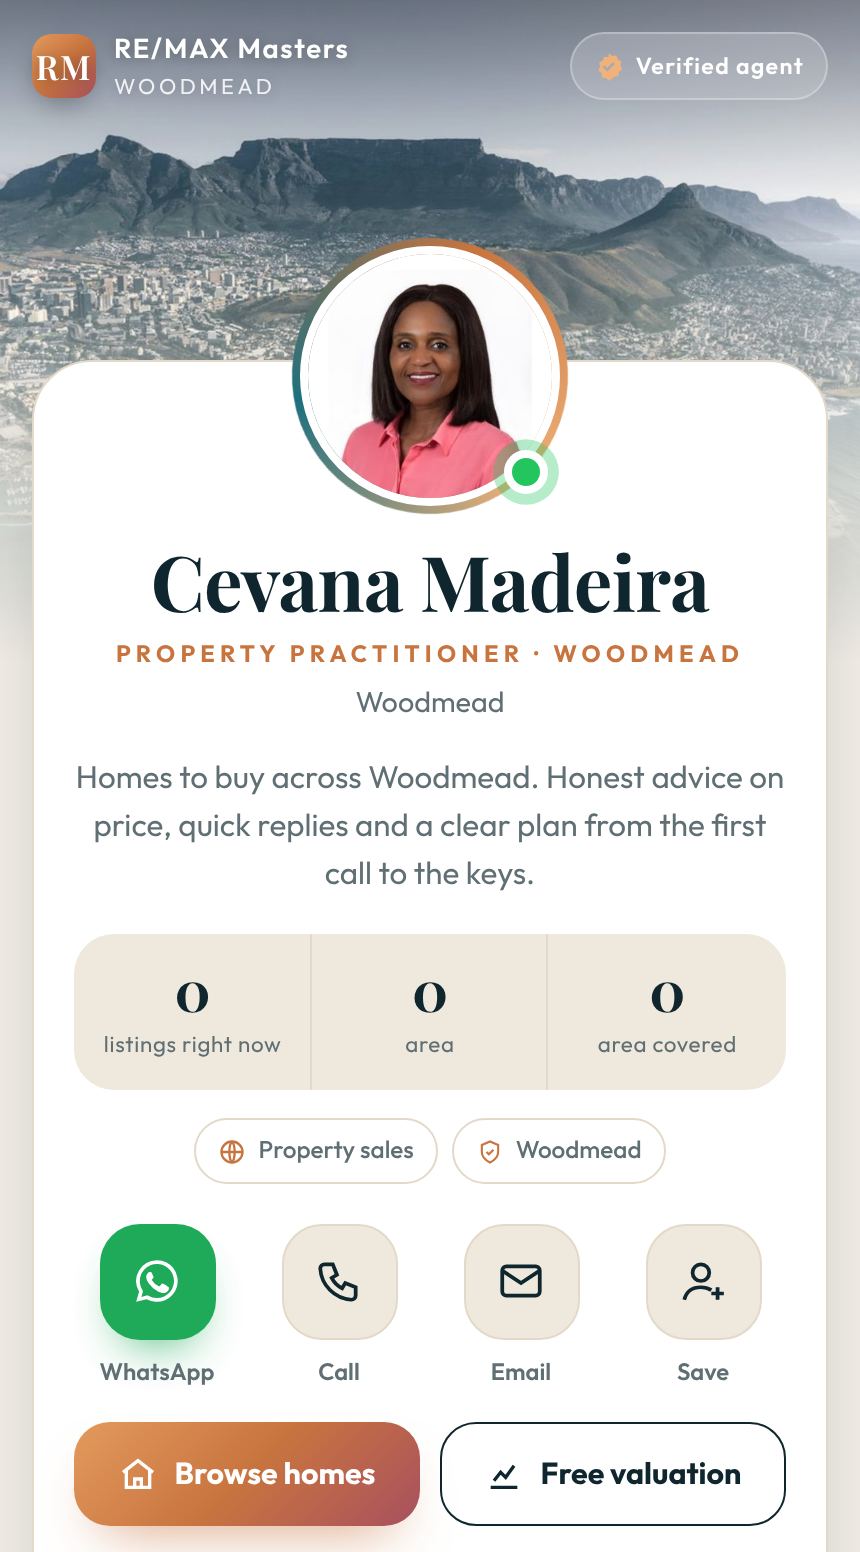 RM
RE/MAX Masters
WOODMEAD
Verified agent
Cevana Madeira
PROPERTY PRACTITIONER · WOODMEAD
Woodmead
Homes to buy across Woodmead. Honest advice on
price, quick replies and a clear plan from the first
call to the keys.
0 0 0
listings right now area area covered
Property sales Woodmead
WhatsApp Call Email Save
Browse homes Free valuation